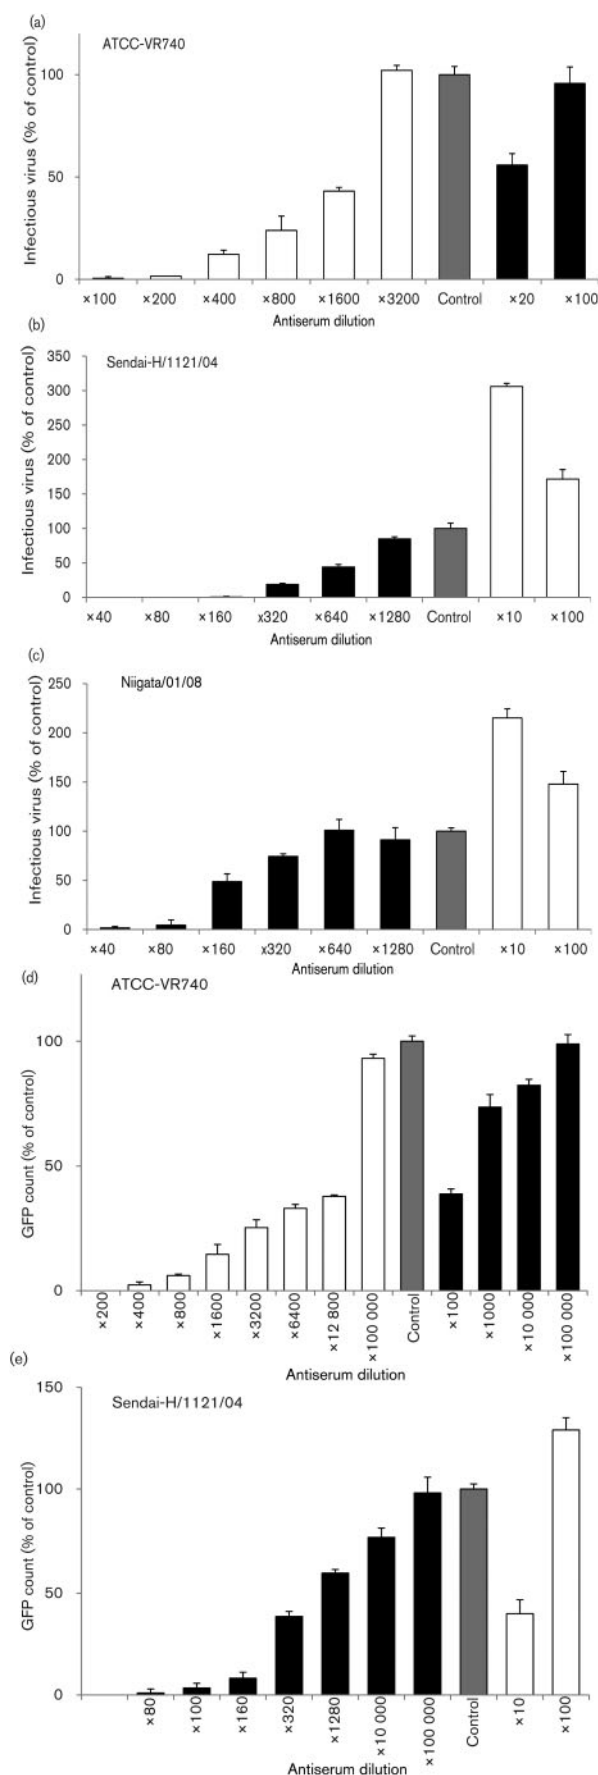 (a)
ATCC-VR740
Infectious virus (% of control)
100
50
0
×100 ×200 ×400 ×800 ×1600 ×3200 Control ×20 ×100
Antiserum dilution
(b)
Sendai-H/1121/04
Infectious virus (% of control)
350
300
250
200
150
100
50
0
×40 ×80 ×160 x320 ×640 ×1280 Control ×10 ×100
Antiserum dilution
(c)
Niigata/01/08
Infectious virus (% of control)
250
200
150
100
50
0
×40 ×80 ×160 x320 ×640 ×1280 Control ×10 ×100
Antiserum dilution
(d)
ATCC-VR740
GFP count (% of control)
100
50
0
×200 ×400 ×800 ×1600 ×3200 ×6400 ×12 800 ×100 000 Control ×100 ×1000 ×10 000 ×100 000
Antiserum dilution
(e)
Sendai-H/1121/04
GFP count (% of control)
150
100
50
0
×80 ×100 ×160 ×320 ×1280 ×10 000 ×100 000 Control ×10 ×100
Antiserum dilution